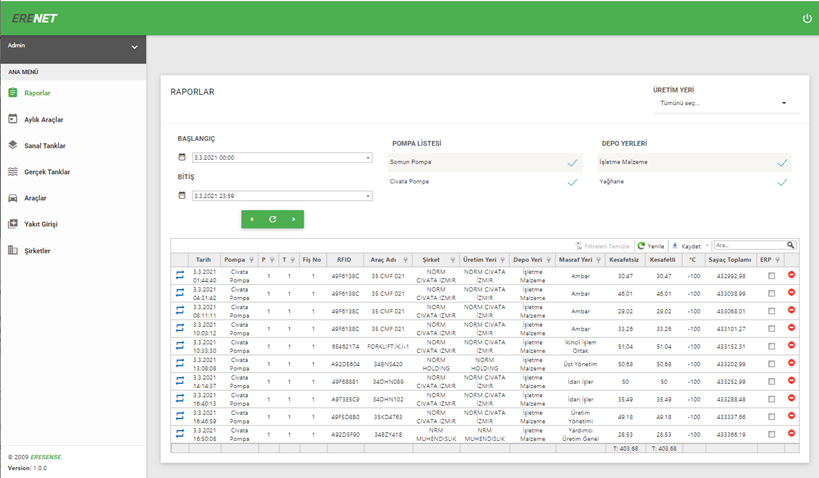 ERENET
Admin
ANA MENÜ
Raporlar
Aylık Araçlar
Sanal Tanklar
Gerçek Tanklar
Araçlar
Yakıt Girişi
Şirketler
© 2009 ERESENSE.
Version: 1.0.0
RAPORLAR
ÜRETİM YERİ
Tümünü seç...
BAŞLANGIÇ
3.3.2021 00:00
BİTİŞ
3.3.2021 23:59
POMPA LİSTESİ
Somun Pompa
Civata Pompa
DEPO YERLERİ
İşletme Malzeme
Yağhane
Filtreleri Temizle Yenile Kaydet Ara...
Tarih Pompa P T Fiş No RFID Araç Adı Şirket Üretim Yeri Depo Yeri Masraf Yeri Kesafetsiz Kesafetli °C Sayaç Toplamı ERP
3.3.2021 Civata NORM NORM CIVATA İşletme
01:44:40 Pompa 1 1 1 49F6138C 35 CMF 021 CIVATA IZMIR İZMİR Malzeme Ambar 30,47 30,47 -100 432992,98
3.3.2021 Civata NORM NORM CIVATA İşletme
04:31:42 Pompa 1 1 1 49F6138C 35 CMF 021 CIVATA IZMIR İZMİR Malzeme Ambar 46,01 46,01 -100 433038,99
3.3.2021 Civata NORM NORM CIVATA İşletme
08:11:11 Pompa 1 1 1 49F6138C 35 CMF 021 CIVATA IZMIR İZMİR Malzeme Ambar 29,02 29,02 -100 433068,01
3.3.2021 Civata NORM NORM CIVATA İşletme
10:03:12 Pompa 1 1 1 49F6138C 35 CMF 021 CIVATA IZMIR İZMİR Malzeme Ambar 33,26 33,26 -100 433101,27
3.3.2021 Civata NORM NORM CIVATA İşletme İkincil İşlem
10:33:30 Pompa 1 1 1 6E462174 FORKLIFT.İKİ-1 CIVATA IZMIR İZMİR Malzeme Ortak 51,04 51,04 -100 433152,31
3.3.2021 Civata NORM NORM İşletme
13:08:08 Pompa 1 1 1 A92DE604 34BNS420 HOLDING HOLDING Malzeme Üst Yönetim 50,68 50,68 -100 433202,99
3.3.2021 Civata NORM NORM CIVATA İşletme
14:14:37 Pompa 1 1 1 49F68881 34DHN089 CIVATA IZMIR İZMİR Malzeme İdari İşler 50 50 -100 433252,99
3.3.2021 Civata NORM NORM CIVATA İşletme
16:40:13 Pompa 1 1 1 A973E5C9 34DHN102 CIVATA IZMIR İZMİR Malzeme İdari İşler 35,49 35,49 -100 433288,48
3.3.2021 Civata NORM NORM CIVATA İşletme Üretim
16:46:59 Pompa 1 1 1 49F5D8B0 35KD4763 CIVATA IZMIR İZMİR Malzeme Yönetimi 49,18 49,18 -100 433337,66
3.3.2021 Civata NRM NRM İşletme Yardımcı
16:50:08 Pompa 1 1 1 A92D5F90 34BZY418 MUHENDISLIK MUHENDISLIK Malzeme Üretim Genel 28,53 28,53 -100 433366,19
T: 403,68 T: 403,68